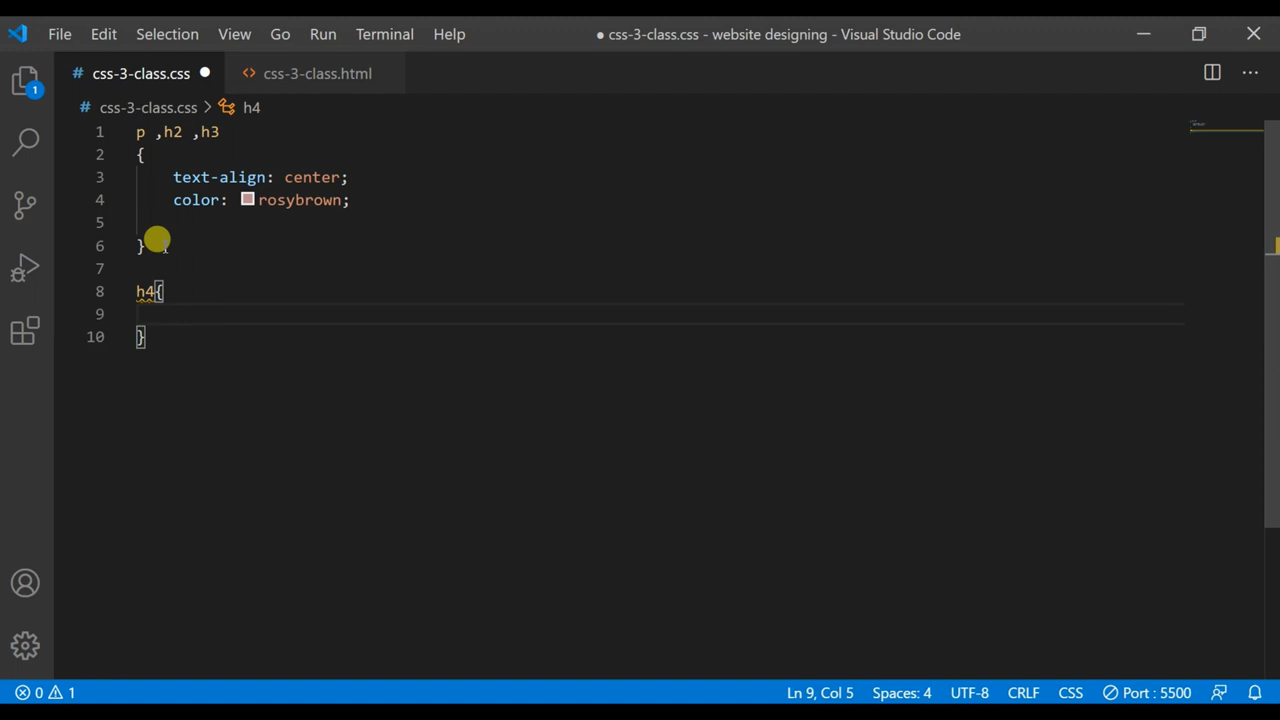 File Edit Selection View Go Run Terminal Help ● css-3-class.css - website designing - Visual Studio Code
# css-3-class.css <> css-3-class.html
1
# css-3-class.css > h4
1 p ,h2 ,h3
2 {
3 text-align: center;
4 color: rosybrown;
5
6 }
7
8 h4{
9
10 }
0 1 Ln 9, Col 5 Spaces: 4 UTF-8 CRLF CSS Port : 5500